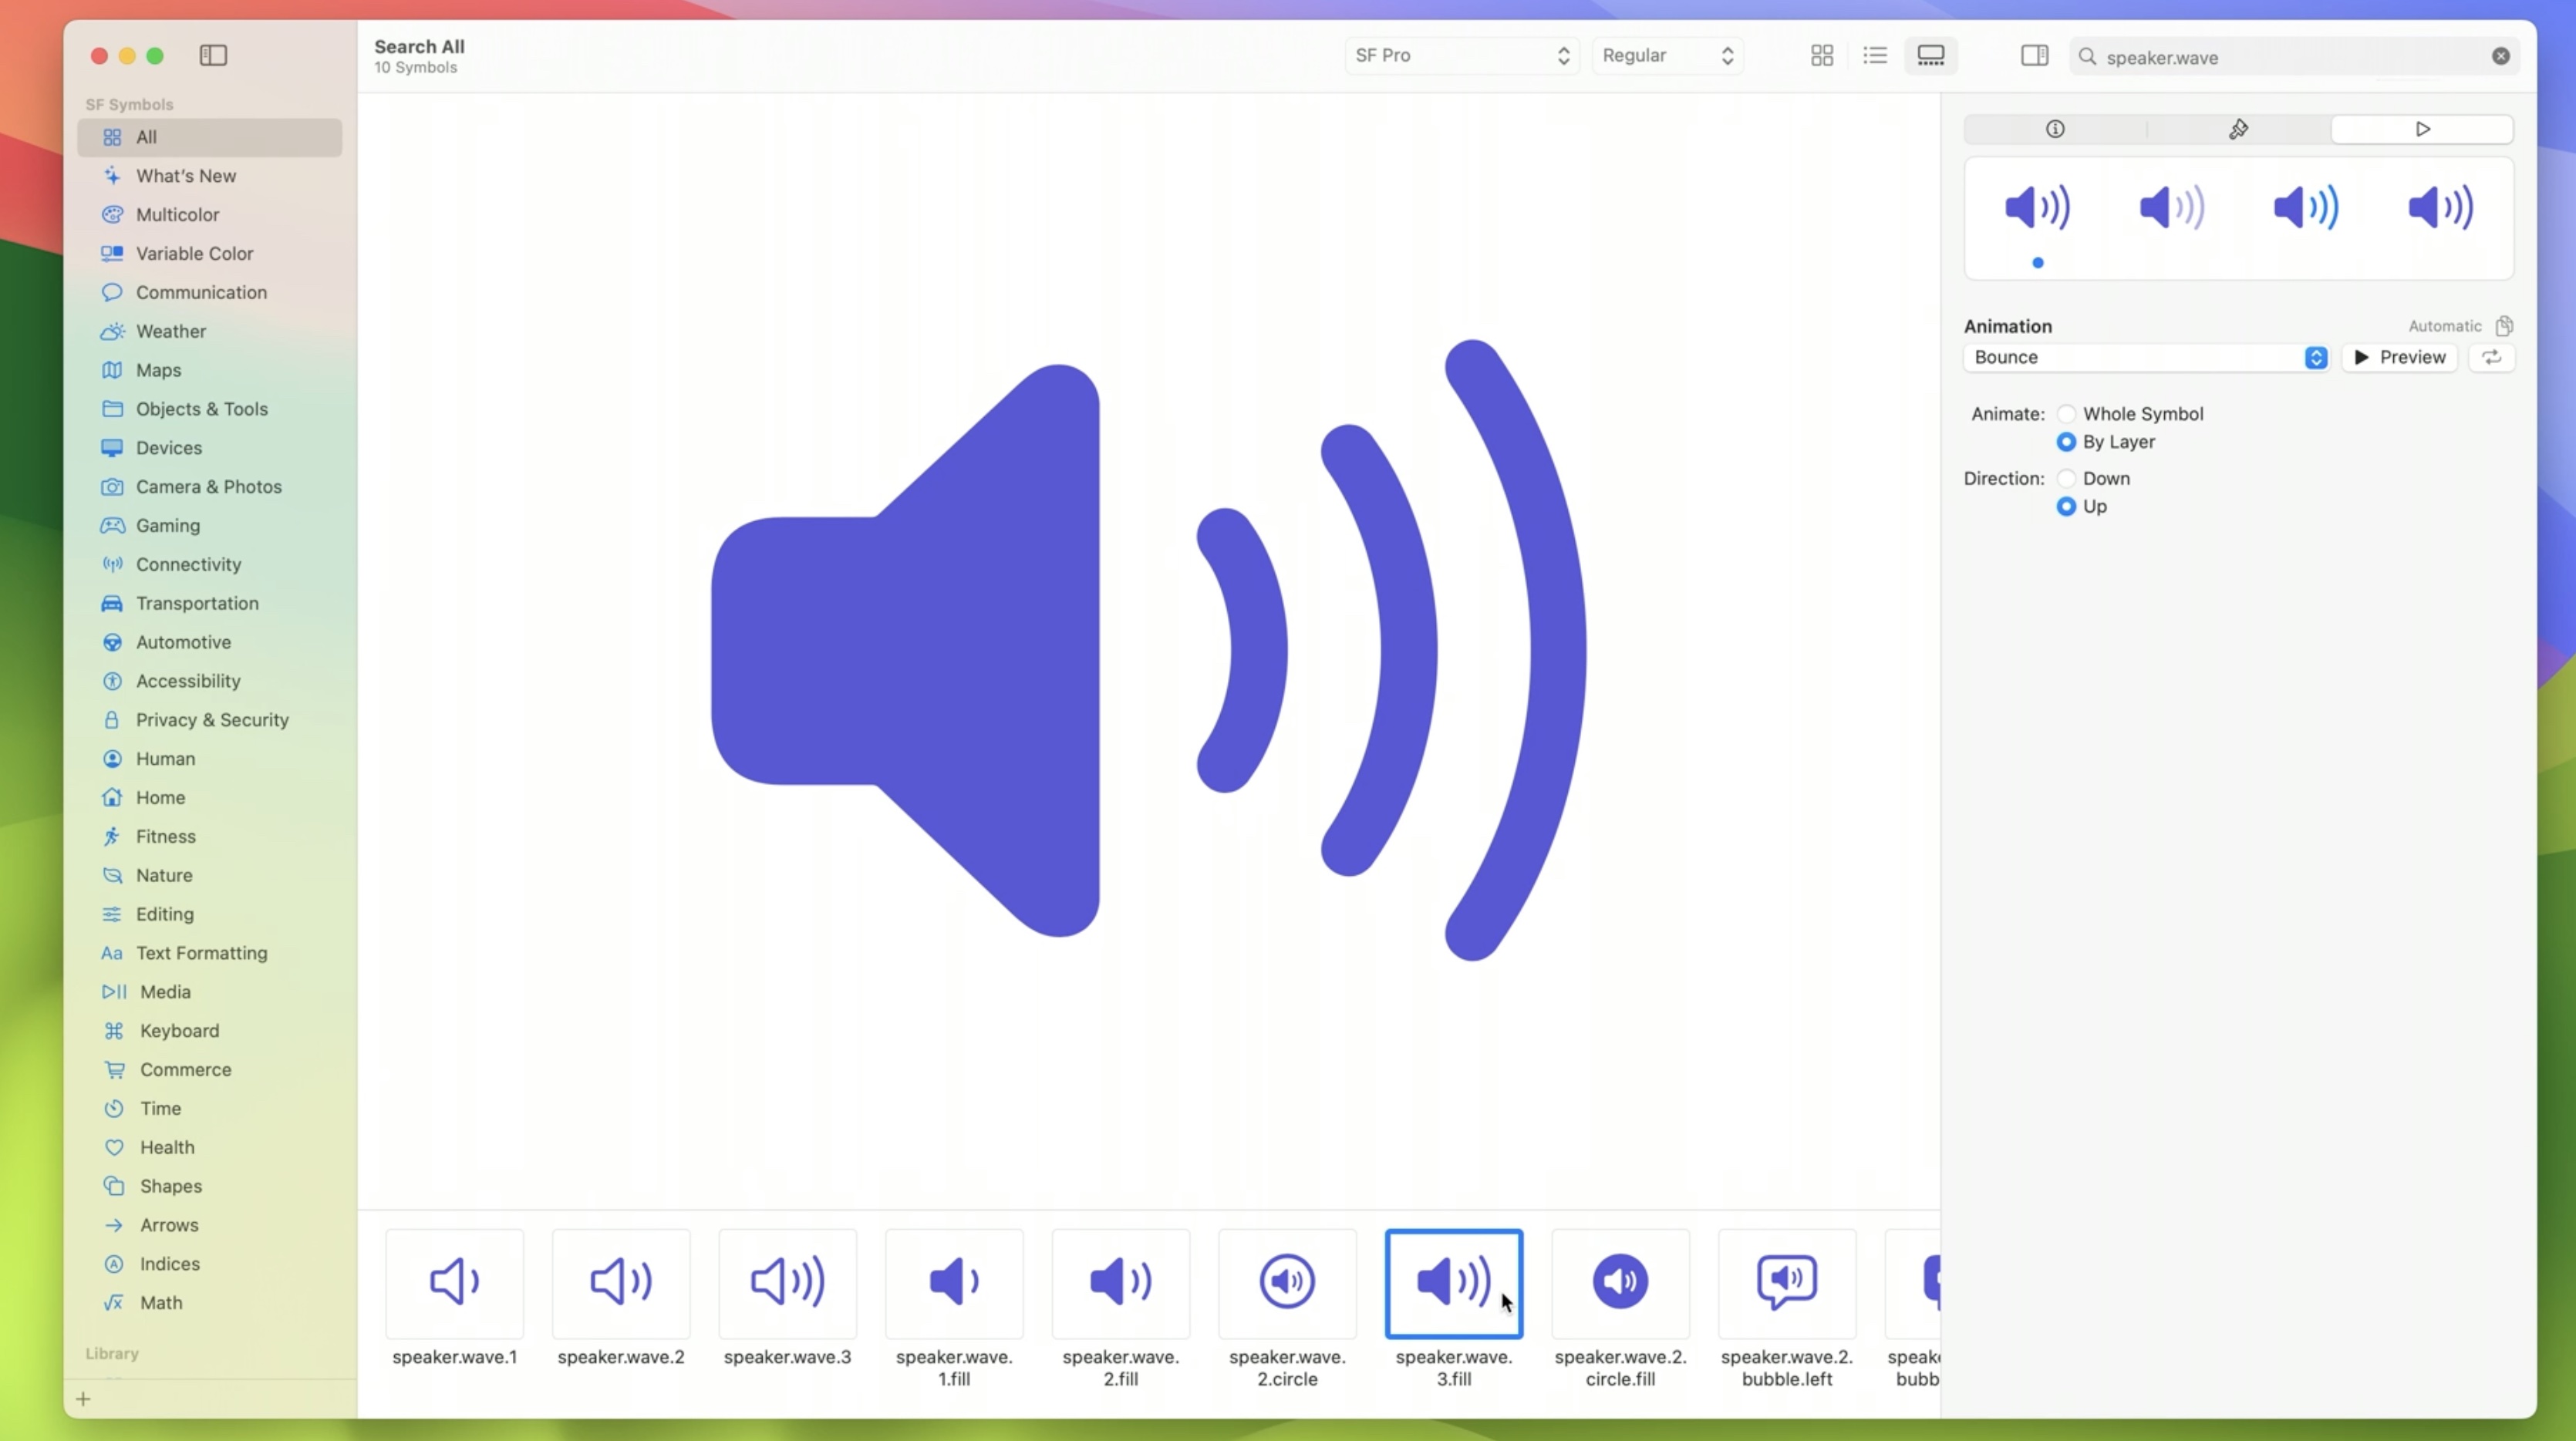 Search All
10 Symbols
SF Pro
Regular
speaker.wave
SF Symbols
All
What's New
Multicolor
Variable Color
Communication
Weather
Maps
Objects & Tools
Devices
Camera & Photos
Gaming
Connectivity
Transportation
Automotive
Accessibility
Privacy & Security
Human
Home
Fitness
Nature
Editing
Aa Text Formatting
Media
Keyboard
Commerce
Time
Health
Shapes
Arrows
Indices
Math
Library
Animation
Automatic
Bounce
Preview
Animate: Whole Symbol
By Layer
Direction: Down
Up
speaker.wave.1
speaker.wave.2
speaker.wave.3
speaker.wave.
1.fill
speaker.wave.
2.fill
speaker.wave.
2.circle
speaker.wave.
3.fill
speaker.wave.2.
circle.fill
speaker.wave.2.
bubble.left